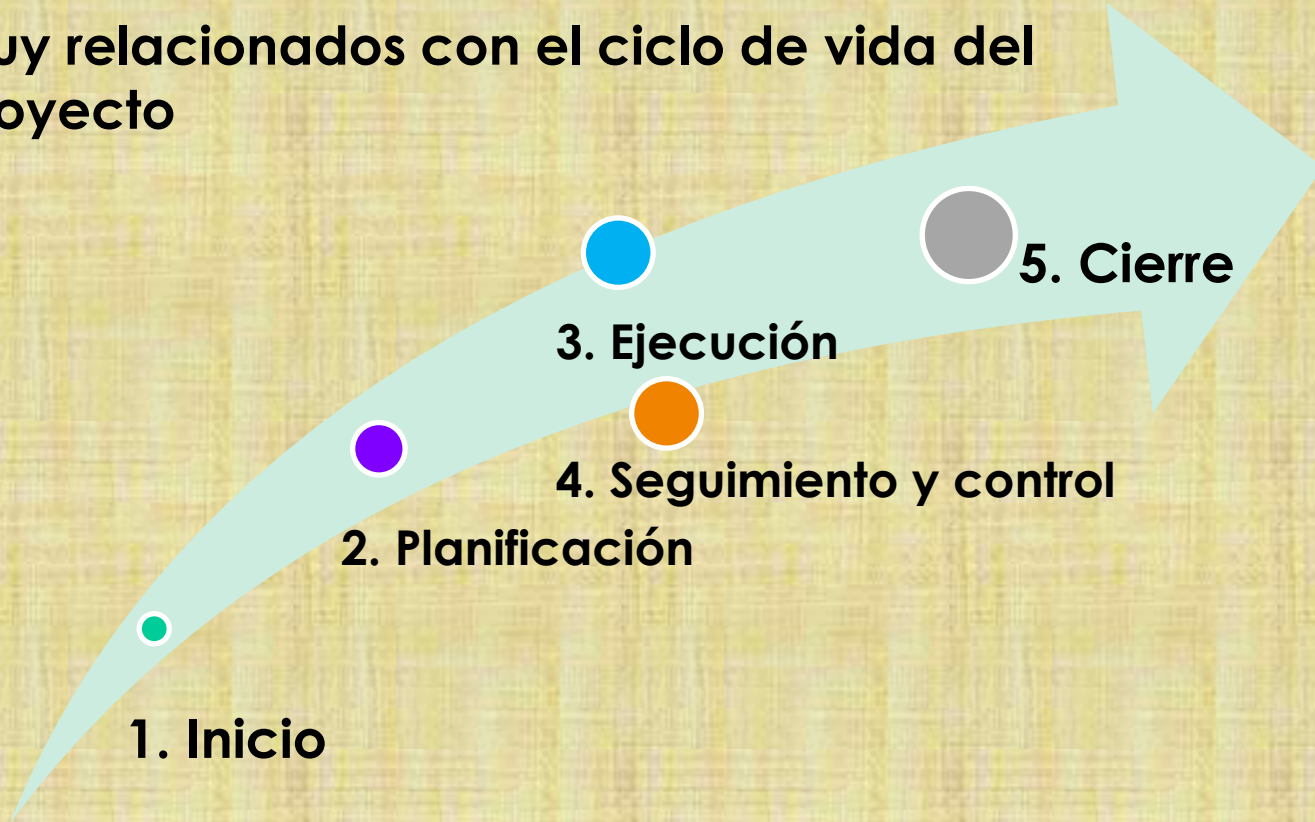 uy relacionados con el ciclo de vida del
oyecto
5. Cierre
3. Ejecución
4. Seguimiento y control
2. Planificación
1. Inicio